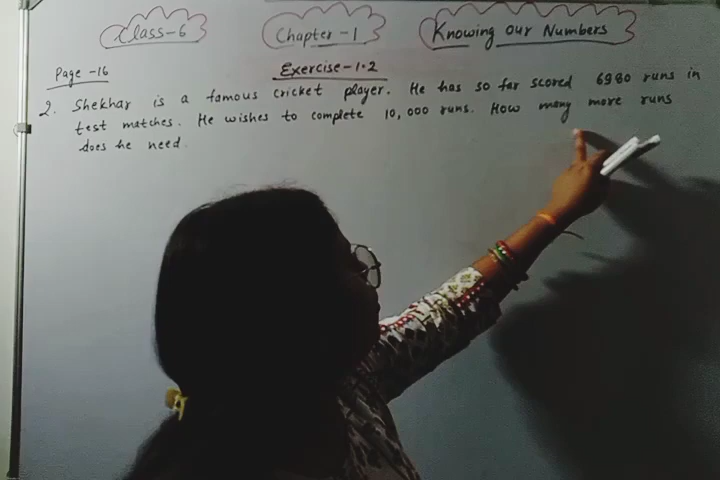 Class-6 Chapter-1 Knowing Our Numbers
Page-16 Exercise-1.2
2. Shekhar is a famous cricket player. He has so far scored 6980 runs in
test matches. He wishes to complete 10,000 runs. How many more runs
does he need.